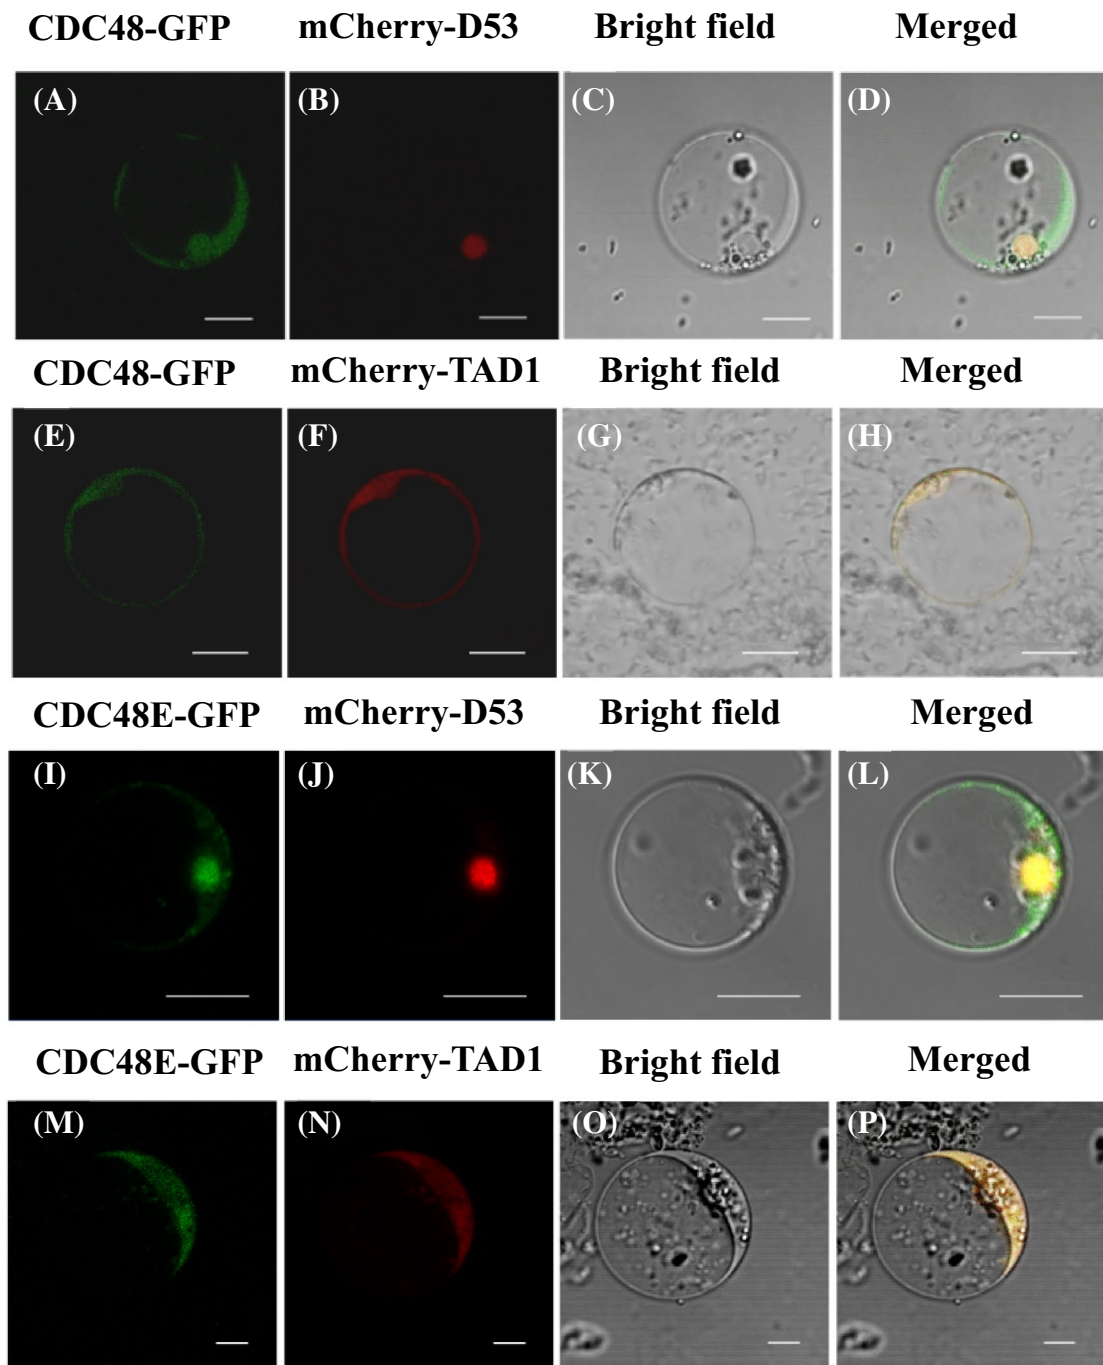 CDC48-GFP mCherry-D53 Bright field Merged
(A) (B) (C) (D)
CDC48-GFP mCherry-TAD1 Bright field Merged
(E) (F) (G) (H)
CDC48E-GFP mCherry-D53 Bright field Merged
(I) (J) (K) (L)
CDC48E-GFP mCherry-TAD1 Bright field Merged
(M) (N) (O) (P)